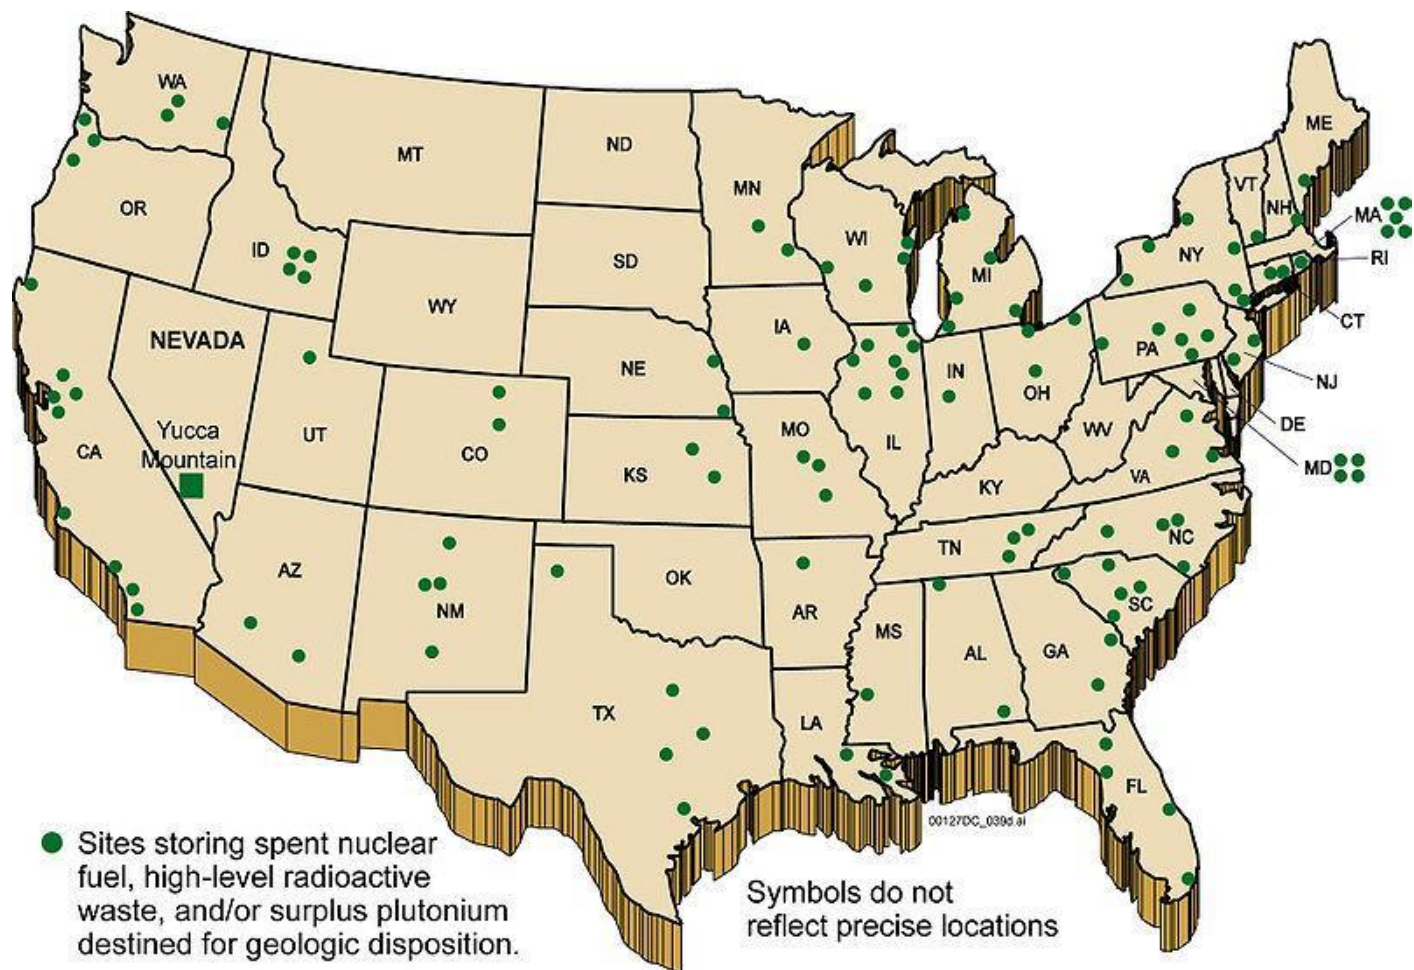 WA
MT
ND
MN
ME
VT
NH
MA
OR
ID
SD
WI
MI
NY
RI
WY
IA
CT
NEVADA
NE
IN
OH
PA
NJ
UT
CO
KS
MO
IL
WV
DE
CA
Yucca
Mountain
KY
VA
MD
AZ
NM
OK
AR
TN
NC
MS
AL
GA
SC
TX
LA
FL
00127DC_039d.ai
Sites storing spent nuclear
fuel, high-level radioactive
waste, and/or surplus plutonium
destined for geologic disposition.
Symbols do not
reflect precise locations